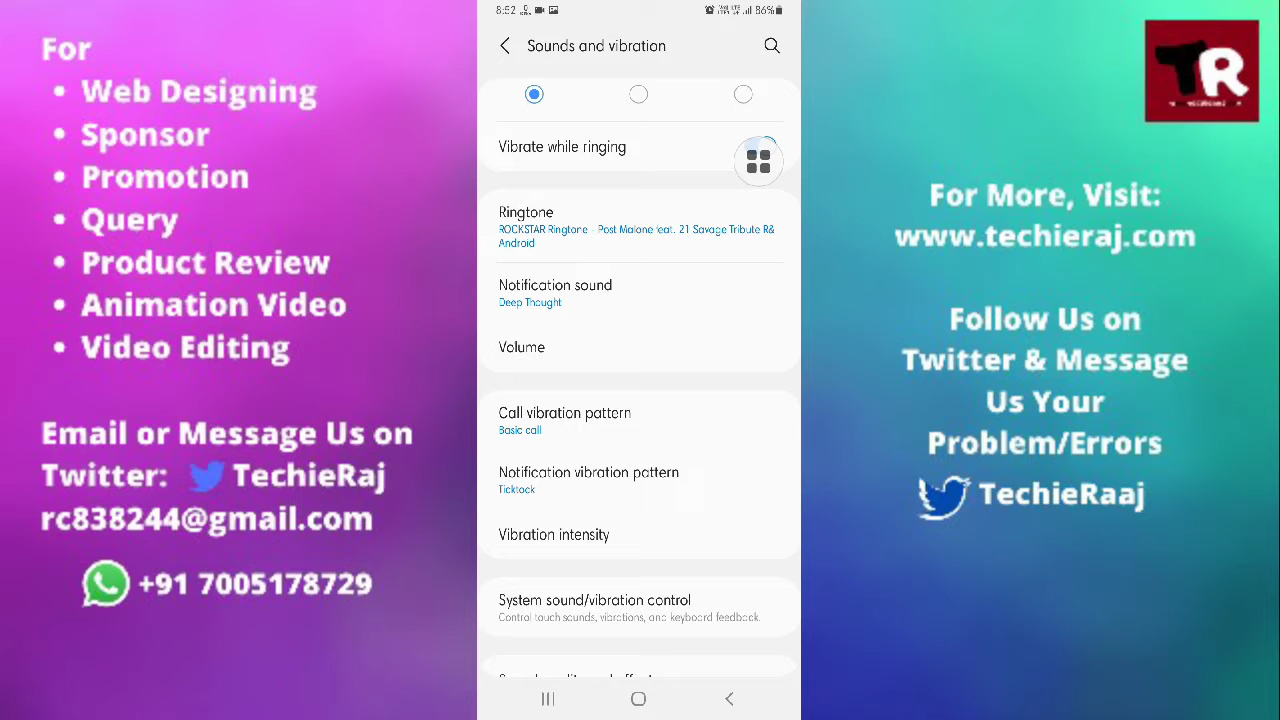 For
• Web Designing
• Sponsor
• Promotion
• Query
• Product Review
• Animation Video
• Video Editing
Email or Message Us on
Twitter: TechieRaj
rc838244@gmail.com
+91 7005178729
8:52
86%
Sounds and vibration
Vibrate while ringing
Ringtone
ROCKSTAR Ringtone - Post Malone feat. 21 Savage Tribute R&
Android
Notification sound
Deep Thought
Volume
Call vibration pattern
Basic call
Notification vibration pattern
Ticktock
Vibration intensity
System sound/vibration control
Control touch sounds, vibrations, and keyboard feedback.
TR
For More, Visit:
www.techieraj.com
Follow Us on
Twitter & Message
Us Your
Problem/Errors
TechieRaaj